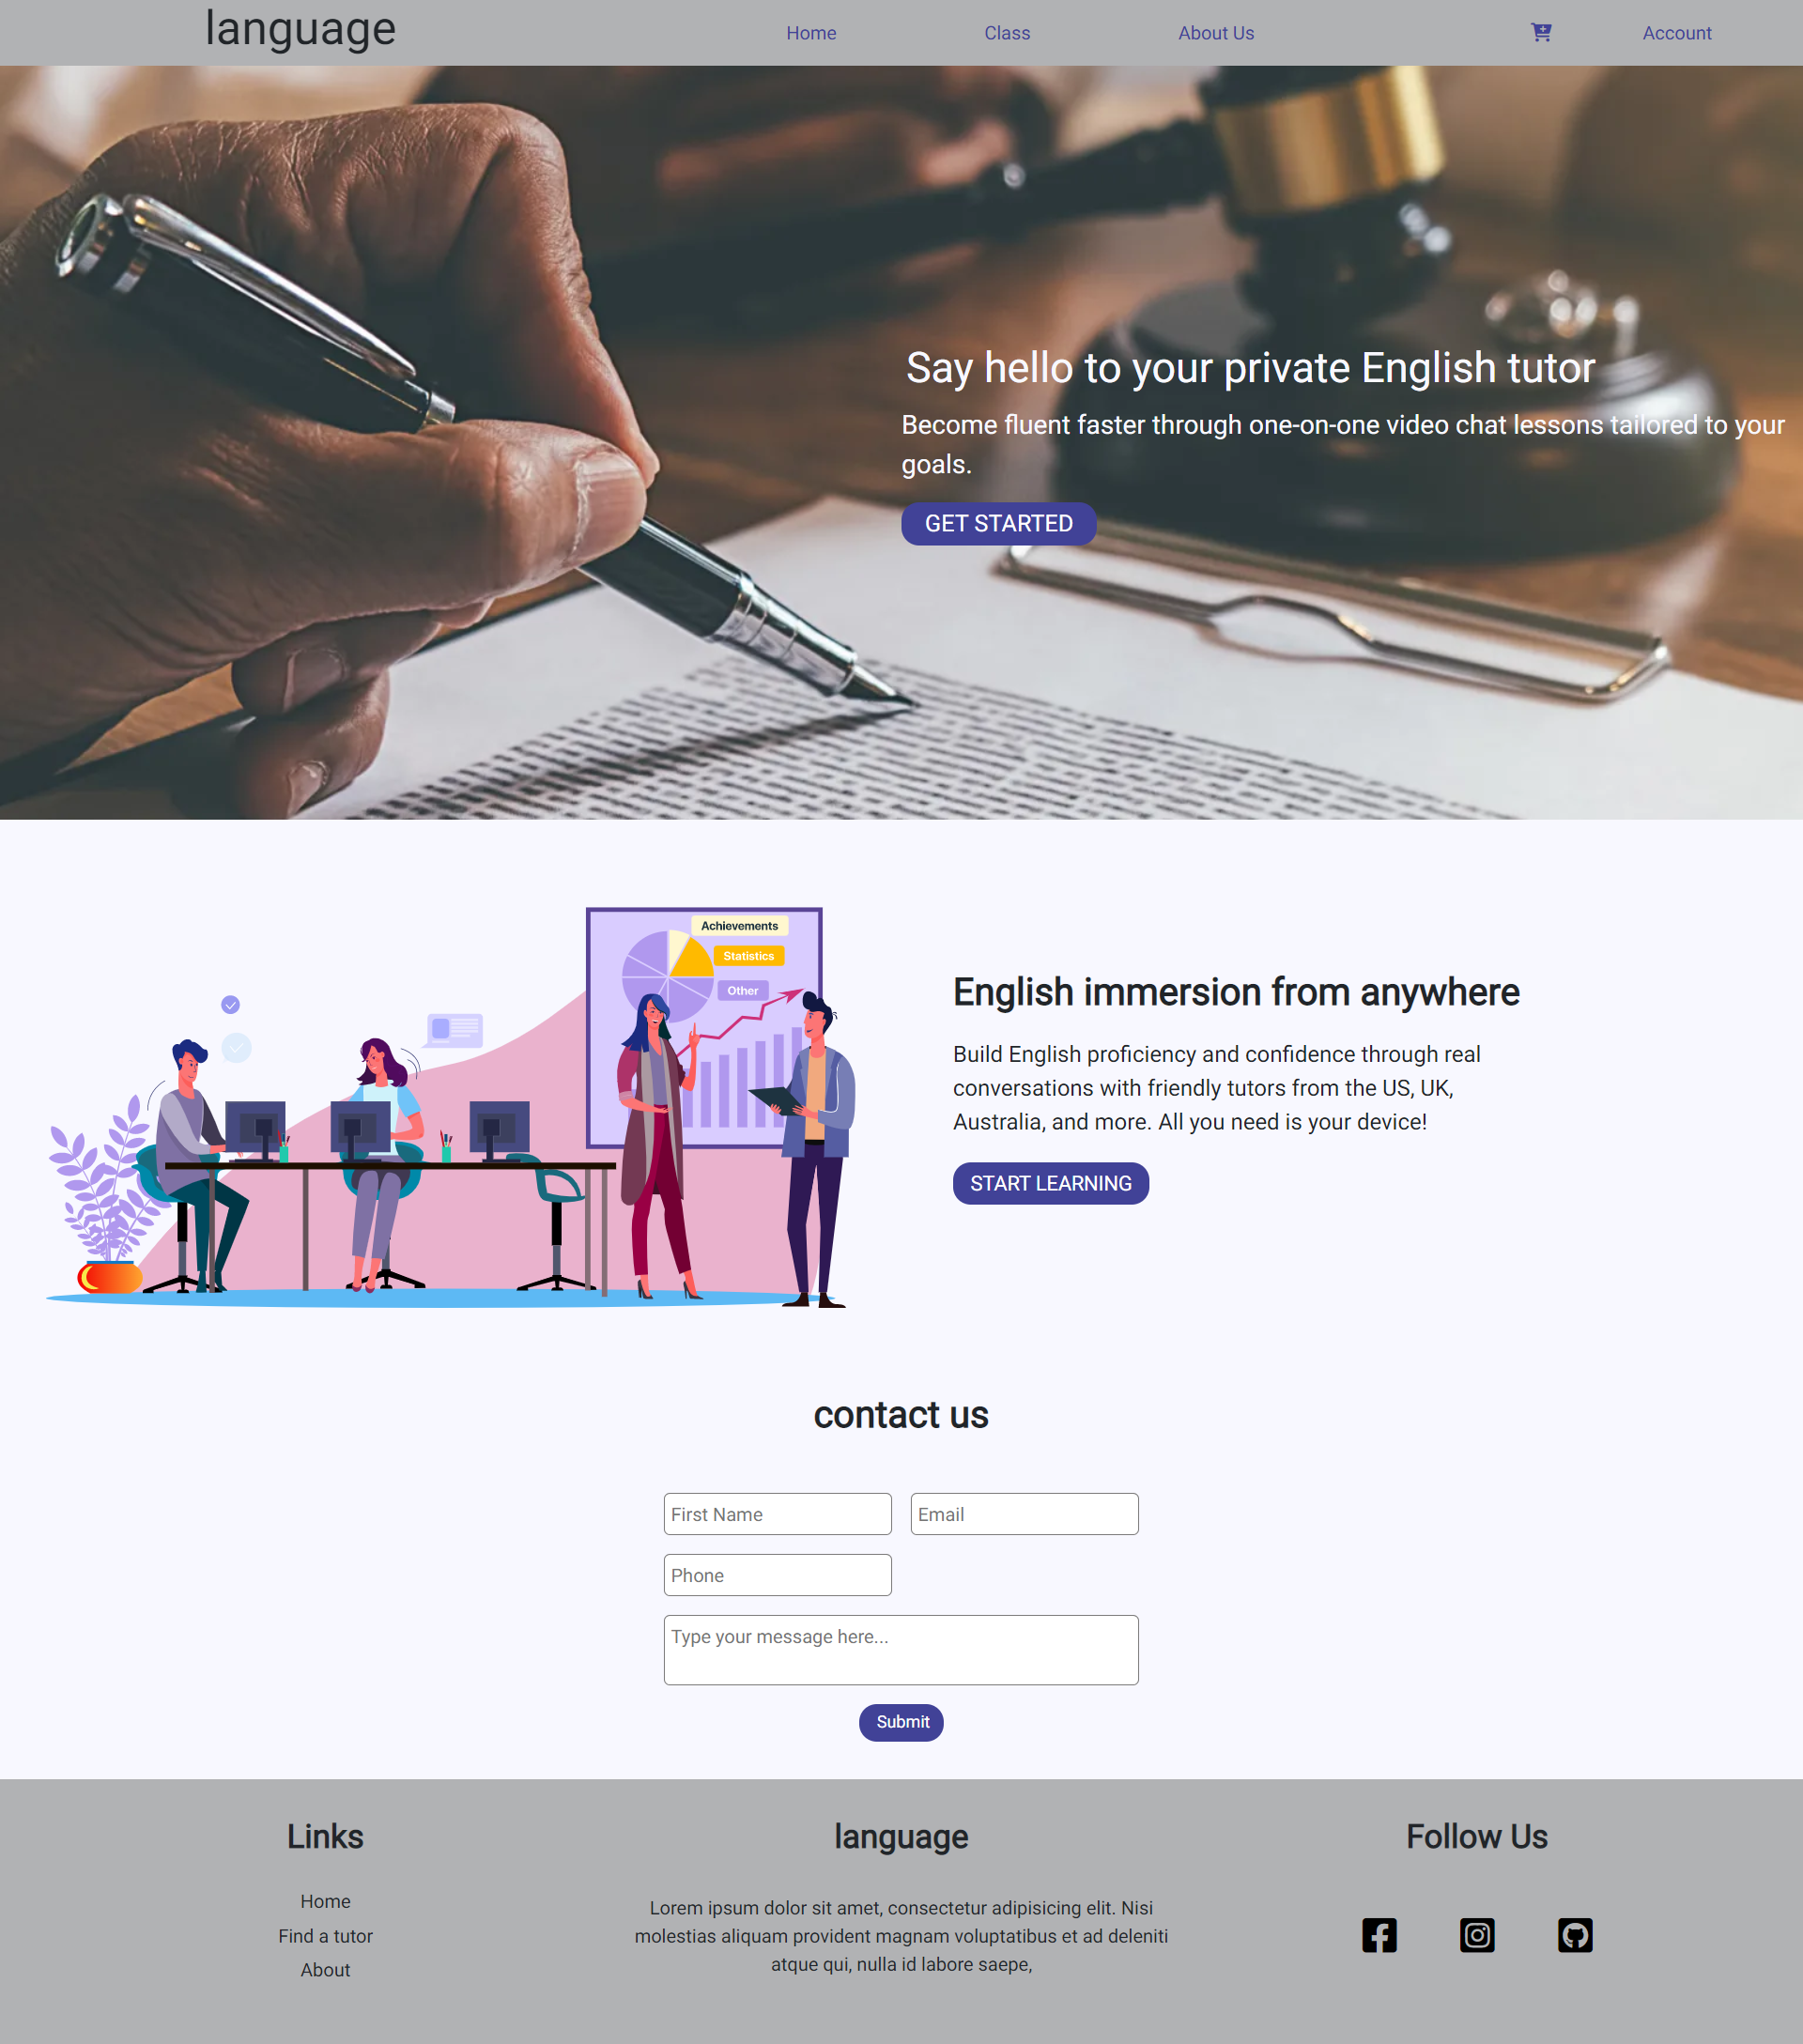 language
Home
Class
About Us
Account
Say hello to your private English tutor
Become fluent faster through one-on-one video chat lessons tailored to your
goals.
GET STARTED
Achievements
Statistics
Other
English immersion from anywhere
Build English proficiency and confidence through real
conversations with friendly tutors from the US, UK,
Australia, and more. All you need is your device!
START LEARNING
contact us
First Name
Email
Phone
Type your message here...
Submit
Links
Home
Find a tutor
About
language
Lorem ipsum dolor sit amet, consectetur adipisicing elit. Nisi
molestias aliquam provident magnam voluptatibus et ad deleniti
atque qui, nulla id labore saepe,
Follow Us